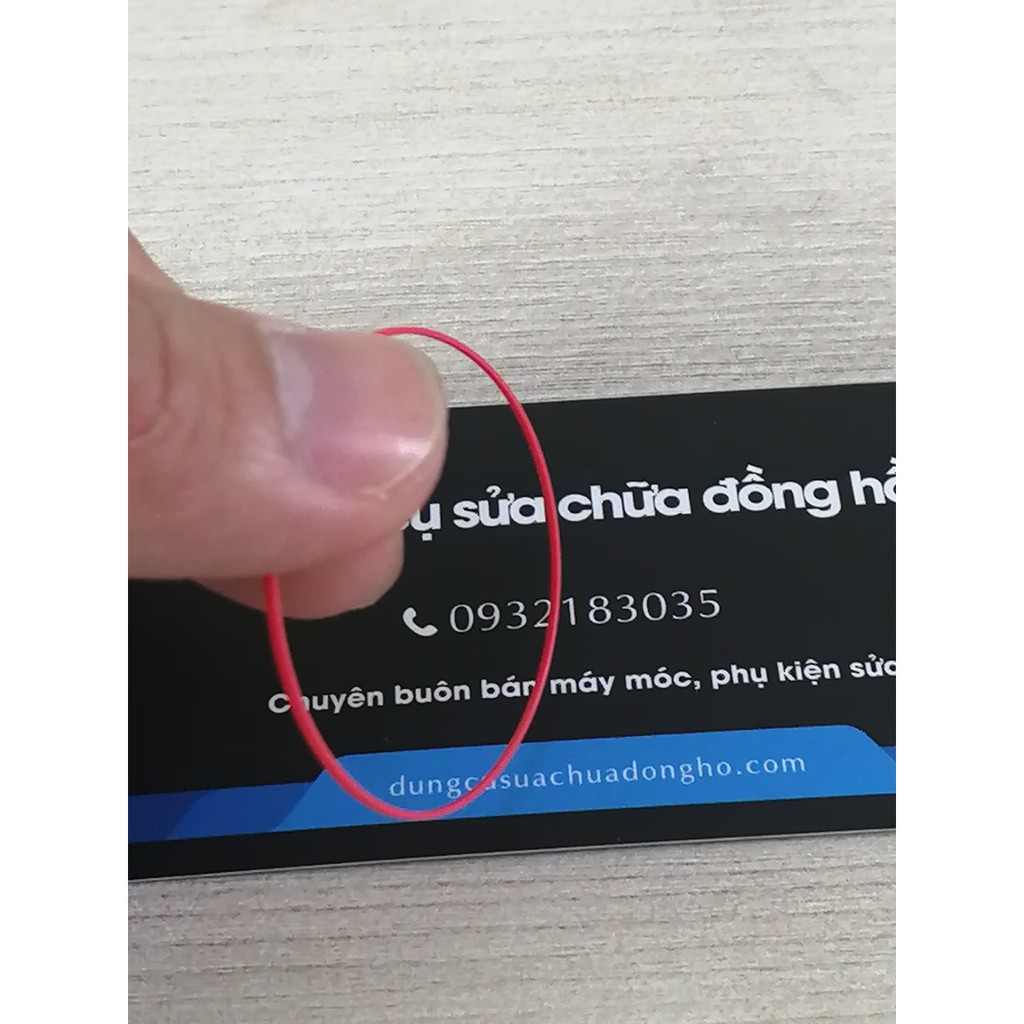 sửa chữa đồng hồ
0932183035
Chuyên buôn bán máy móc, phụ kiện sửa
dungcusuachuadongho.com